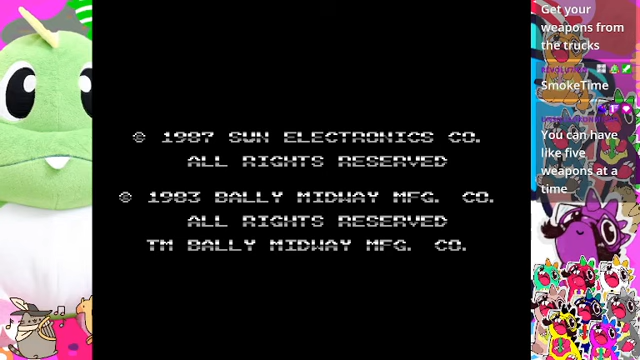 © 1987 SUN ELECTRONICS CO.
ALL RIGHTS RESERVED
© 1983 BALLY MIDWAY MFG. CO.
ALL RIGHTS RESERVED
TM BALLY MIDWAY MFG. CO.
Get your
weapons from
the trucks
SmokeTime
You can have
like five
weapons at a
time